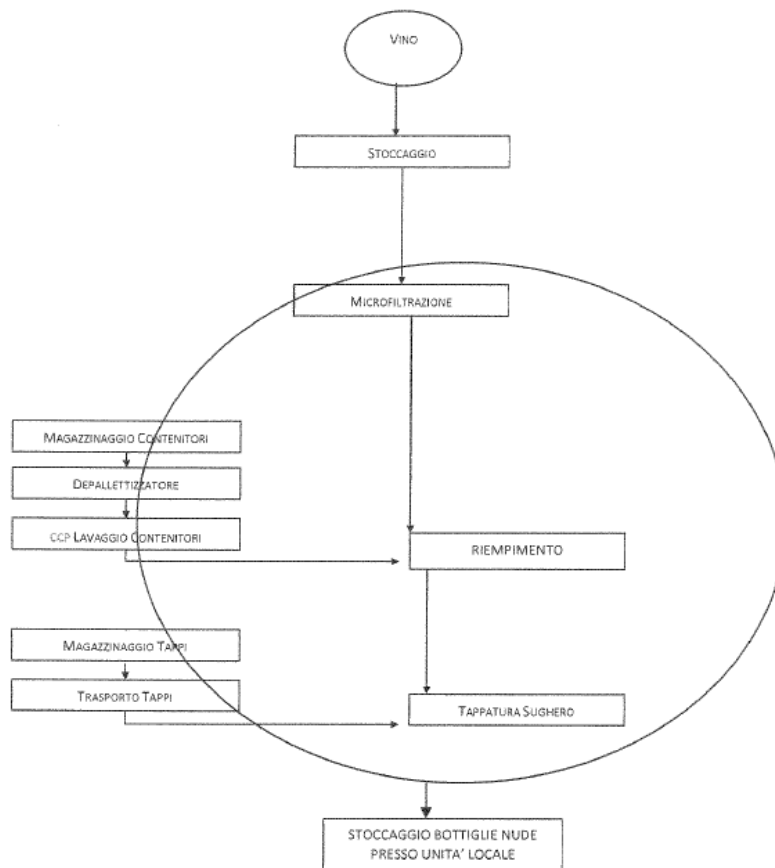 VINO
STOCCAGGIO
MICROFILTRAZIONE
MAGAZZINAGGIO CONTENITORI
DEPALLETTIZZATORE
CCP LAVAGGIO CONTENITORI
RIEMPIMENTO
MAGAZZINAGGIO TAPPI
TRASPORTO TAPPI
TAPPATURA SUGHERO
STOCCAGGIO BOTTIGLIE NUDE
PRESSO UNITA' LOCALE